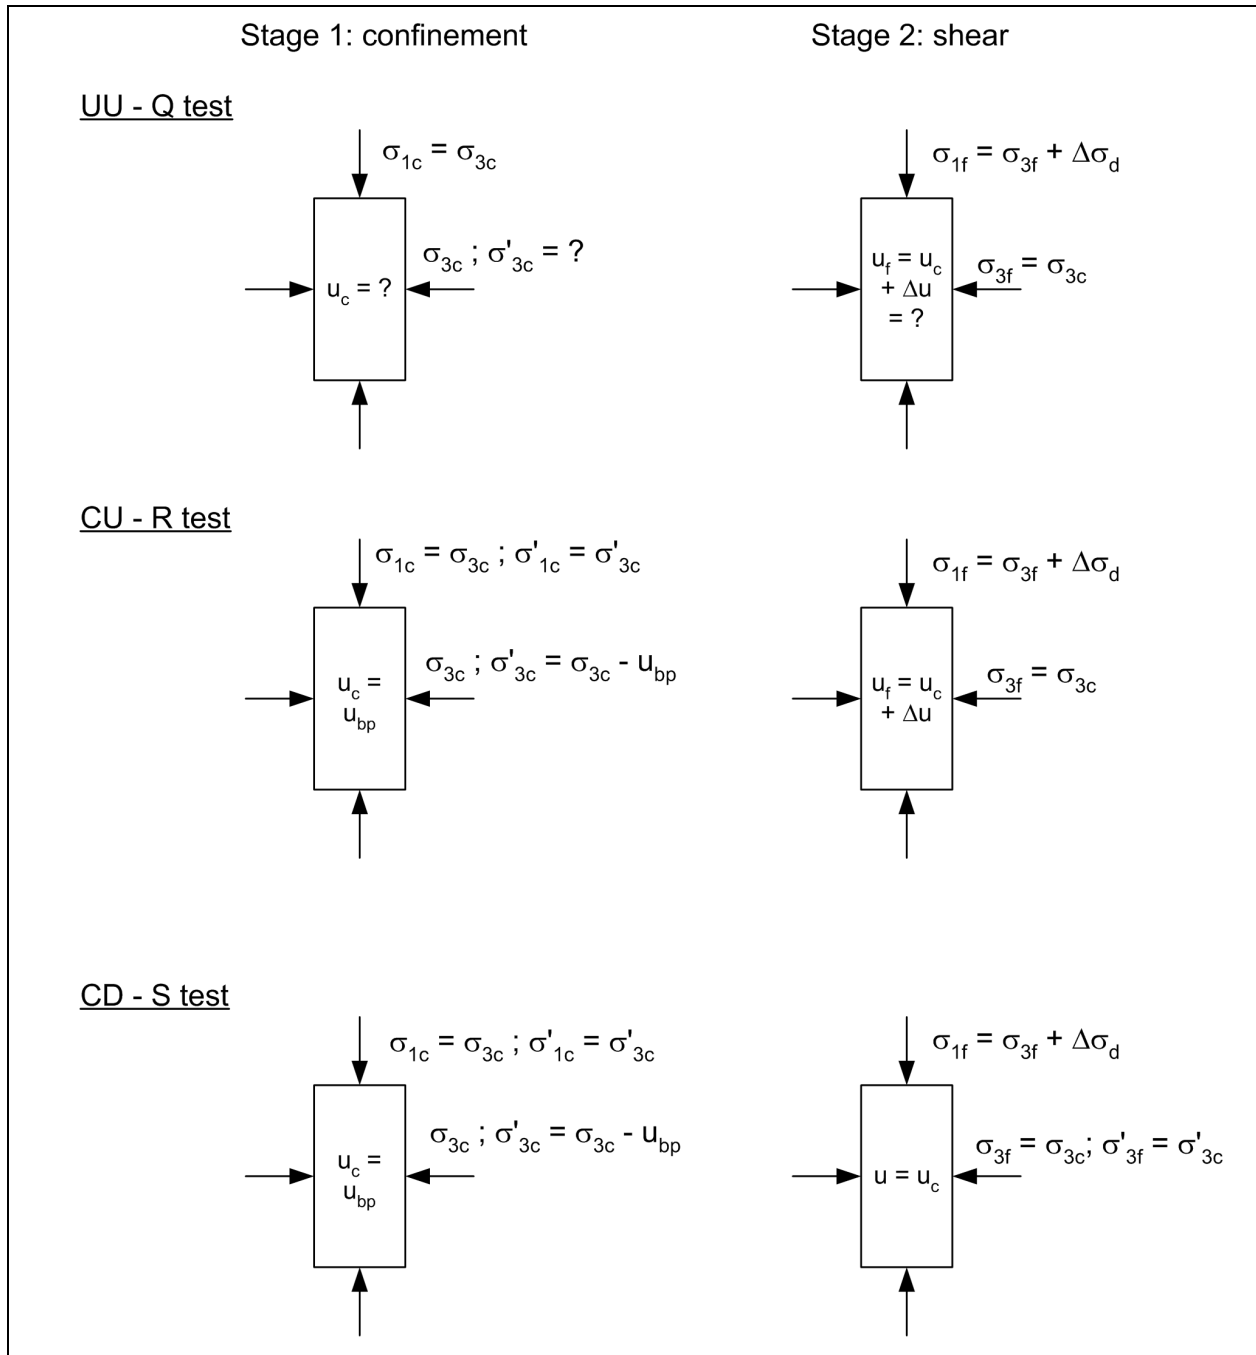 Stage 1: confinement
Stage 2: shear
UU - Q test
σ1c = σ3c
σ3c ; σ'3c = ?
uc = ?
σ1f = σ3f + Δσd
uf = uc
+ Δu
= ?
σ3f = σ3c
CU - R test
σ1c = σ3c ; σ'1c = σ'3c
σ3c ; σ'3c = σ3c - ubp
uc =
ubp
σ1f = σ3f + Δσd
σ3f = σ3c
uf = uc
+ Δu
CD - S test
σ1c = σ3c ; σ'1c = σ'3c
σ3c ; σ'3c = σ3c - ubp
uc =
ubp
σ1f = σ3f + Δσd
σ3f = σ3c; σ'3f = σ'3c
u = uc